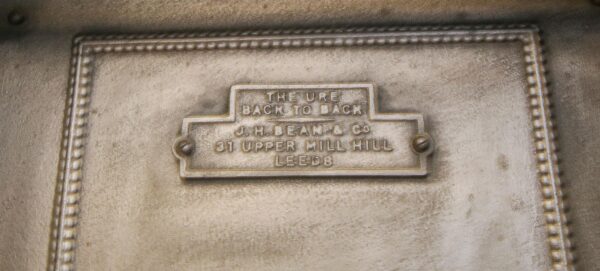 THE URE
BACK TO BACK
J.H. BEAN & CO
31 UPPER MILL HILL
LEEDS